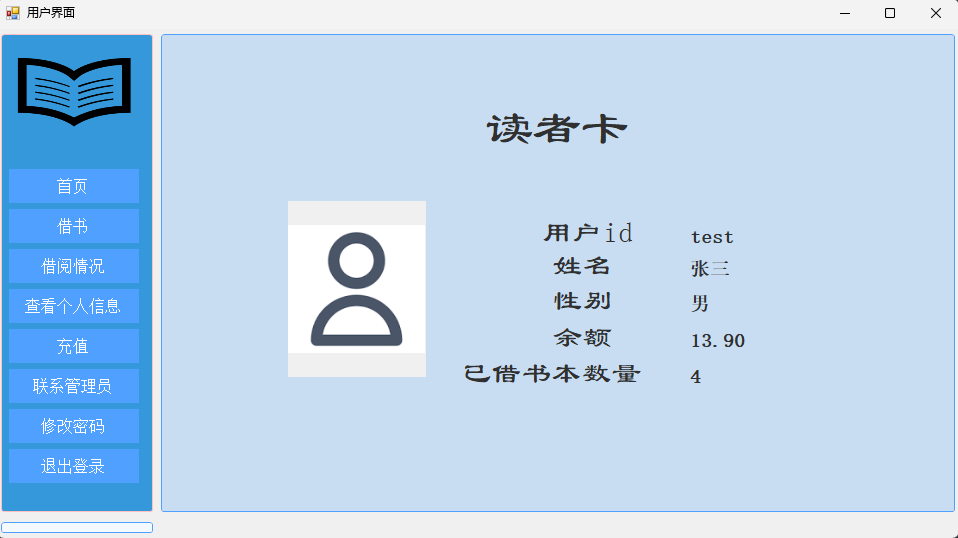 用户界面
首页
借书
借阅情况
查看个人信息
充值
联系管理员
修改密码
退出登录
读者卡
用户id test
姓名 张三
性别 男
余额 13.90
已借书本数量 4